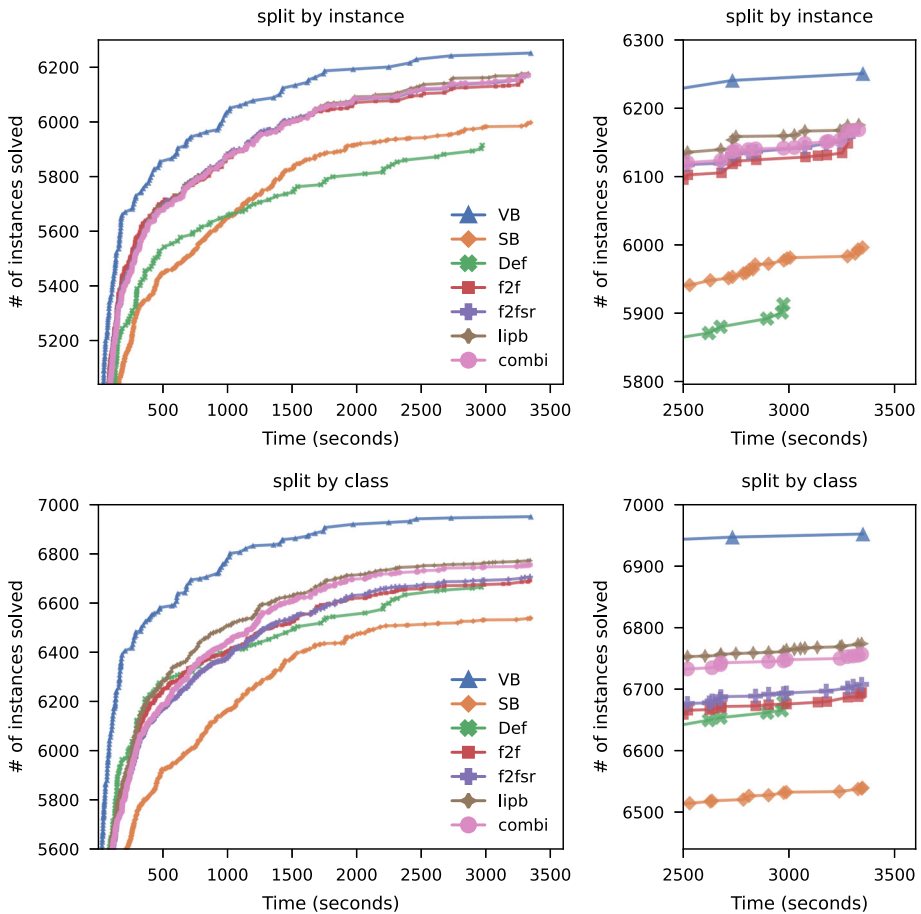 split by instance
# of instances solved
6200
6000
5800
5600
5400
5200
500 1000 1500 2000 2500 3000 3500
Time (seconds)
VB
SB
Def
f2f
f2fsr
lipb
combi
split by instance
# of instances solved
6300
6200
6100
6000
5900
5800
2500 3000 3500
Time (seconds)
split by class
# of instances solved
7000
6800
6600
6400
6200
6000
5800
5600
500 1000 1500 2000 2500 3000 3500
Time (seconds)
VB
SB
Def
f2f
f2fsr
lipb
combi
split by class
# of instances solved
7000
6900
6800
6700
6600
6500
2500 3000 3500
Time (seconds)